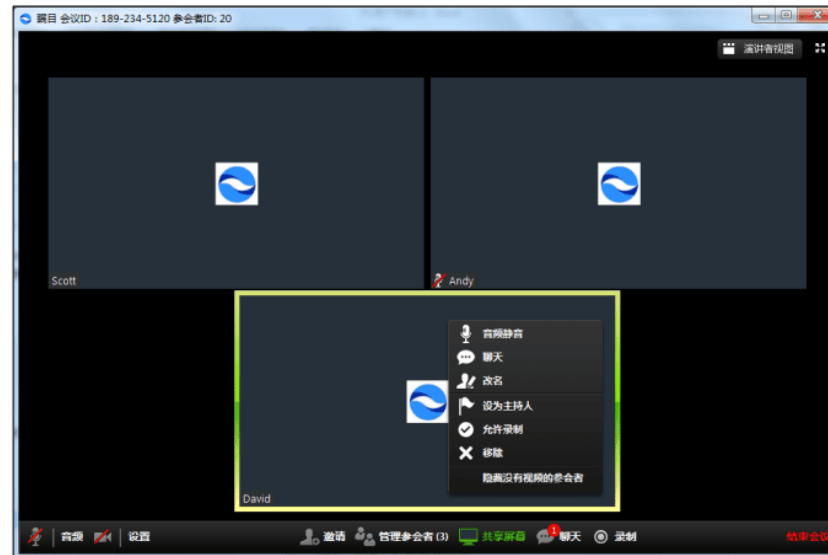 瞩目 会议ID：189-234-5120 参会者ID: 20
演讲者视图
Scott
Andy
David
音频静音
聊天
改名
设为主持人
允许录制
移除
隐藏没有视频的参会者
音频
设置
邀请
管理参会者 (3)
共享屏幕
1
聊天
录制
结束会议